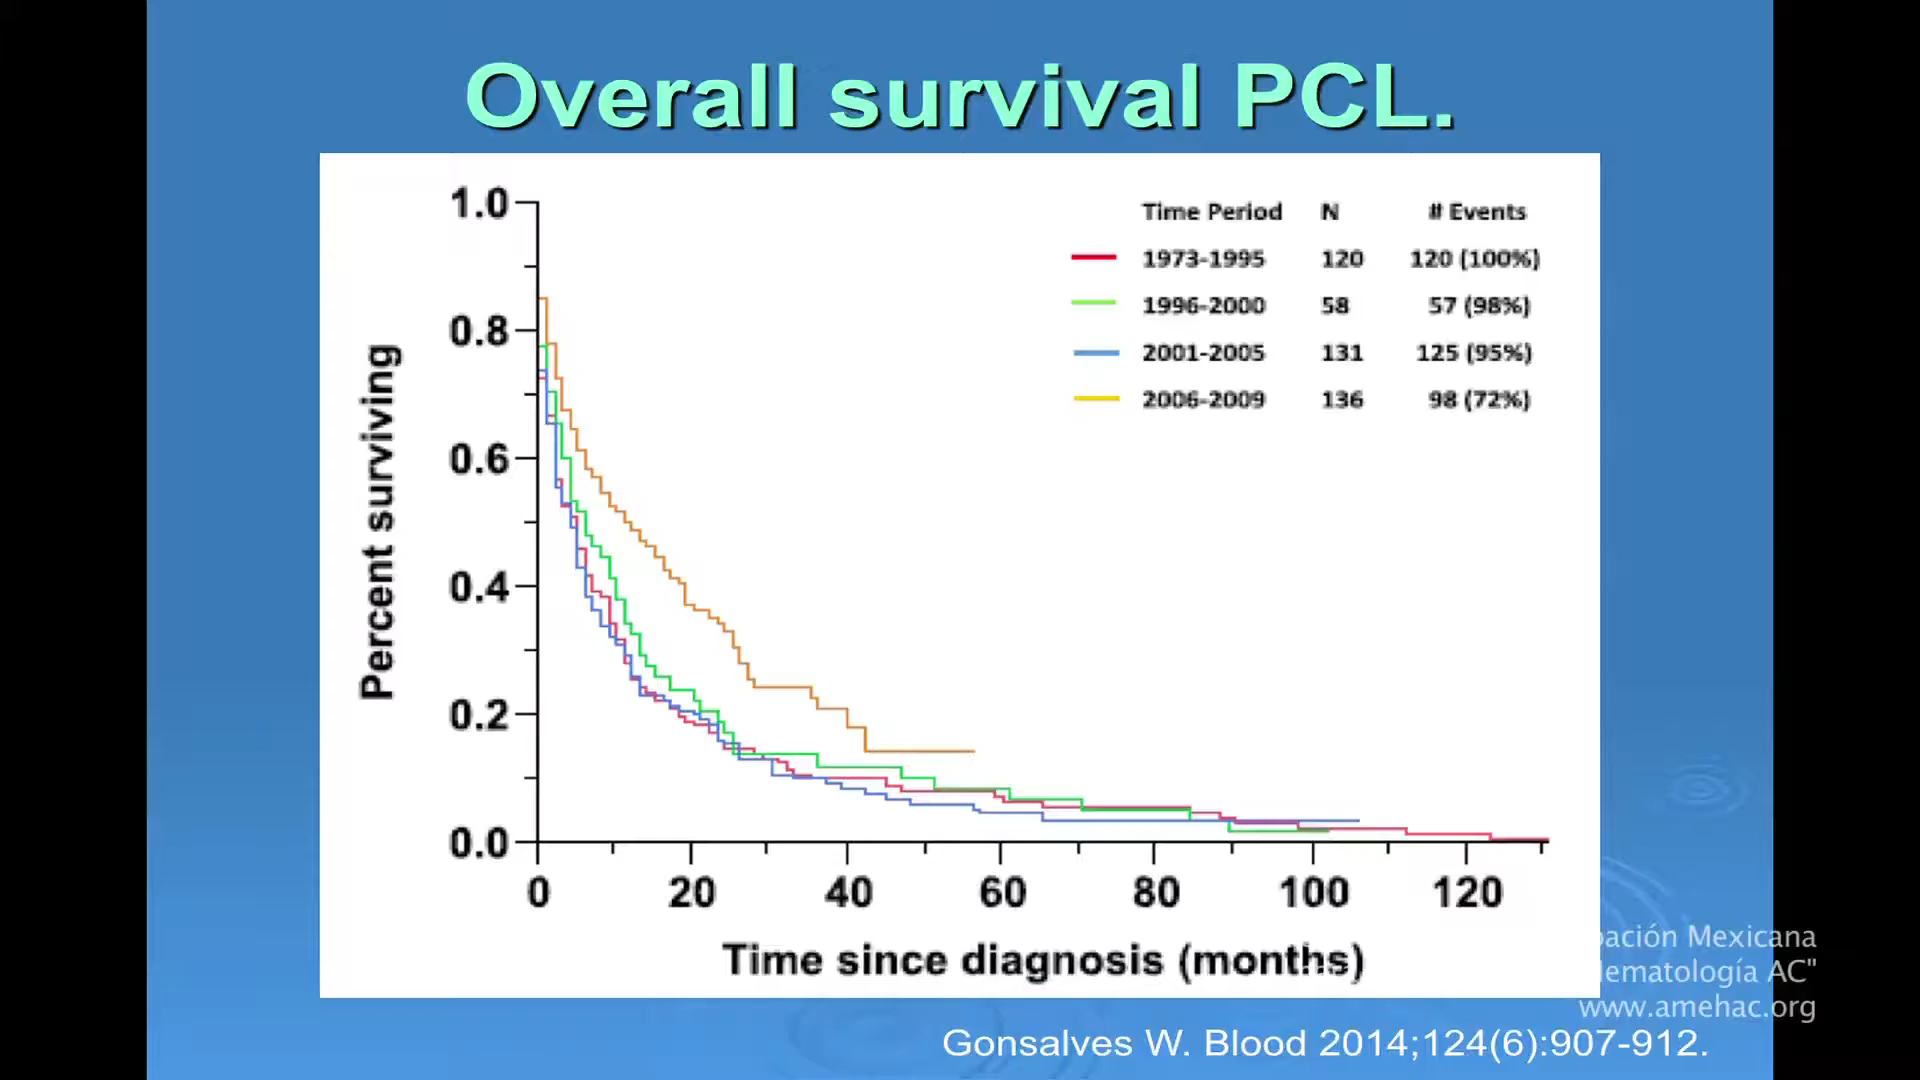 Overall survival PCL.
1.0
0.8
0.6
0.4
0.2
0.0
Percent surviving
Time Period N # Events
1973-1995 120 120 (100%)
1996-2000 58 57 (98%)
2001-2005 131 125 (95%)
2006-2009 136 98 (72%)
0 20 40 60 80 100 120
Time since diagnosis (months)
Mexicana
AC"
www.amehac.org
Gonsalves W. Blood 2014;124(6):907-912.